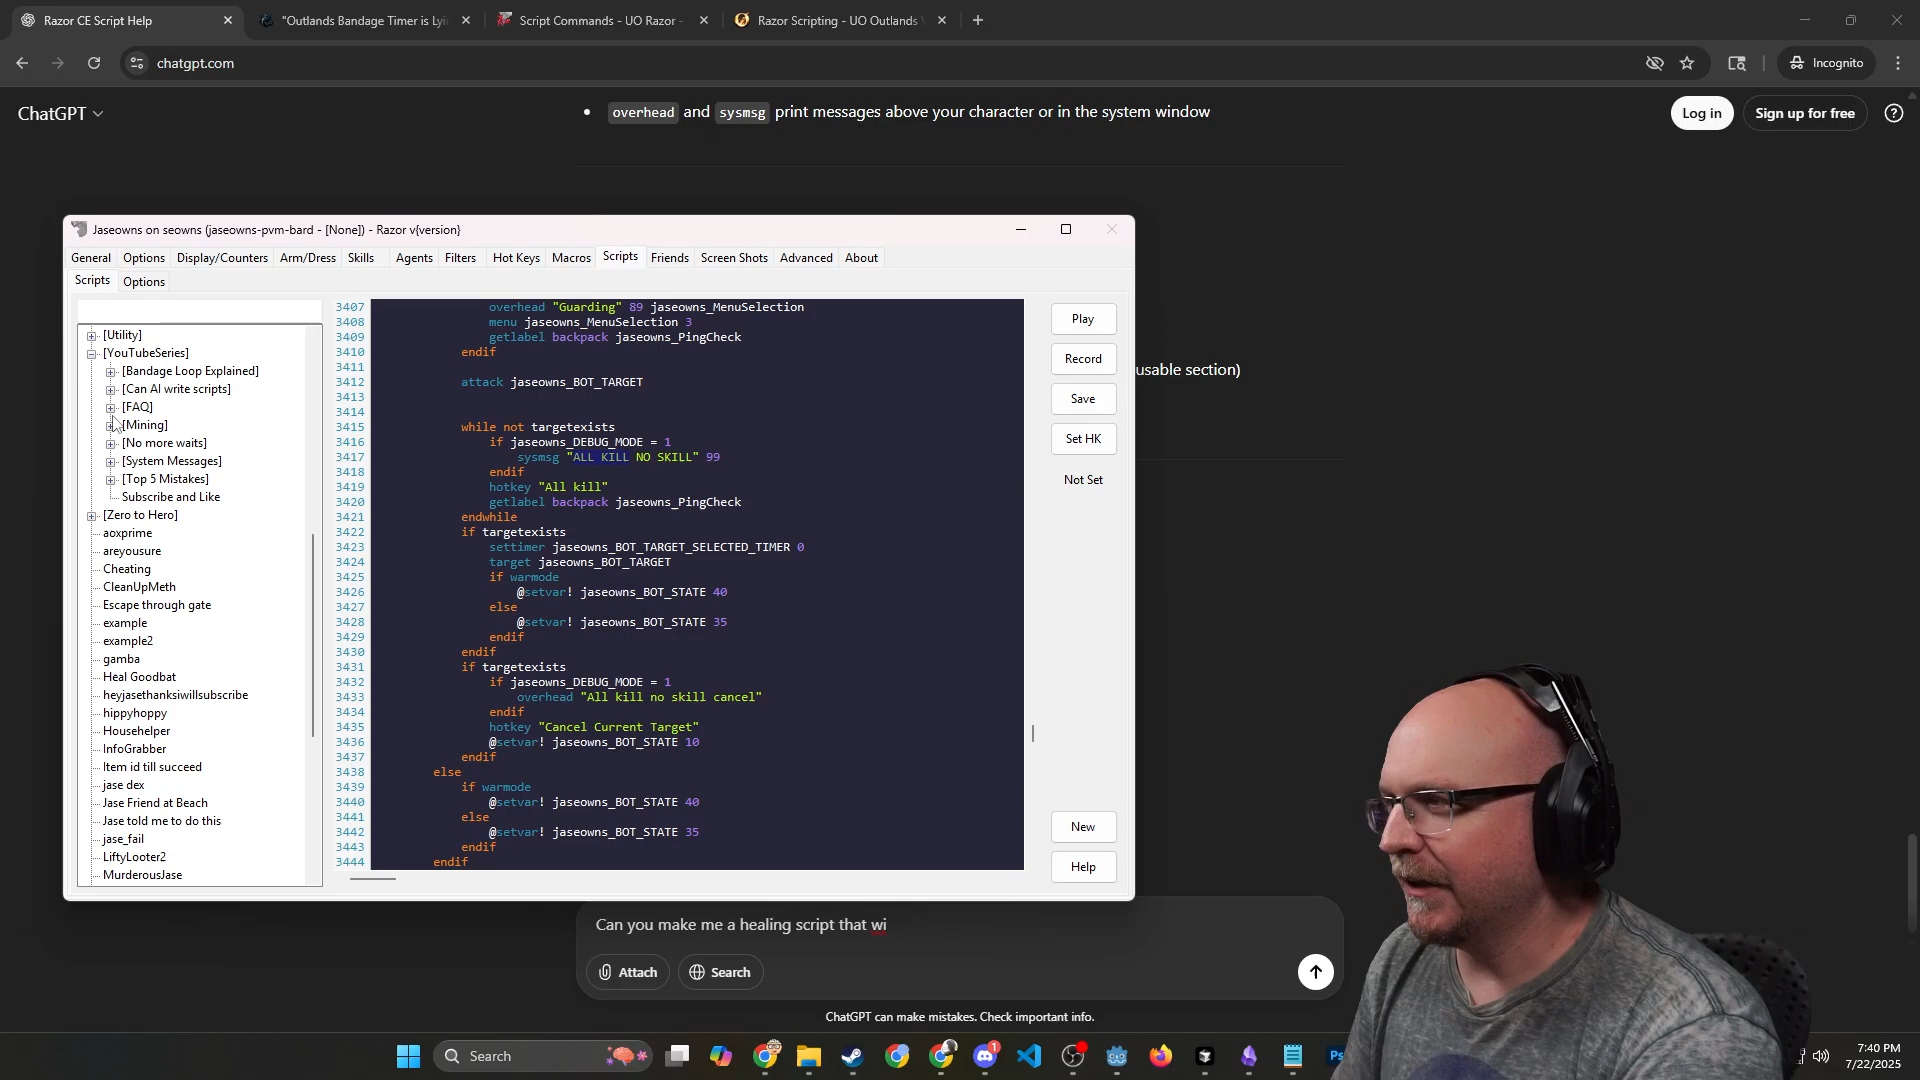 Razor CE Script Help
"Outlands Bandage Timer is Lyi
Script Commands - UO Razor -
Razor Scripting - UO Outlands
chatgpt.com
Incognito
ChatGPT
overhead and sysmsg print messages above your character or in the system window
Log in
Sign up for free
Jaseowns on seowns (jaseowns-pvm-bard - [None]) - Razor v{version}
General Options Display/Counters Arm/Dress Skills Agents Filters Hot Keys Macros Scripts Friends Screen Shots Advanced About
Scripts Options
[Utility]
[YouTubeSeries]
[Bandage Loop Explained]
[Can AI write scripts]
[FAQ]
[Mining]
[No more waits]
[System Messages]
[Top 5 Mistakes]
Subscribe and Like
[Zero to Hero]
aoxprime
areyousure
Cheating
CleanUpMeth
Escape through gate
example
example2
gamba
Heal Goodbat
heyjasethanksiwillsubscribe
hippyhoppy
Househelper
InfoGrabber
Item id till succeed
jase dex
Jase Friend at Beach
Jase told me to do this
jase_fail
LiftyLooter2
MurderousJase
3407 overhead "Guarding" 89 jaseowns_MenuSelection
3408 menu jaseowns_MenuSelection 3
3409 getlabel backpack jaseowns_PingCheck
3410 endif
3411
3412 attack jaseowns_BOT_TARGET
3413
3414
3415 while not targetexists
3416 if jaseowns_DEBUG_MODE = 1
3417 sysmsg "ALL KILL NO SKILL" 99
3418 endif
3419 hotkey "All kill"
3420 getlabel backpack jaseowns_PingCheck
3421 endwhile
3422 if targetexists
3423 settimer jaseowns_BOT_TARGET_SELECTED_TIMER 0
3424 target jaseowns_BOT_TARGET
3425 if warmode
3426 @setvar! jaseowns_BOT_STATE 40
3427 else
3428 @setvar! jaseowns_BOT_STATE 35
3429 endif
3430 endif
3431 if targetexists
3432 if jaseowns_DEBUG_MODE = 1
3433 overhead "All kill no skill cancel"
3434 endif
3435 hotkey "Cancel Current Target"
3436 @setvar! jaseowns_BOT_STATE 10
3437 endif
3438 else
3439 if warmode
3440 @setvar! jaseowns_BOT_STATE 40
3441 else
3442 @setvar! jaseowns_BOT_STATE 35
3443 endif
3444 endif
Play
Record
Save
Set HK
Not Set
New
Help
usable section)
Can you make me a healing script that wi
Attach
Search
ChatGPT can make mistakes. Check important info.
Search
1
Ps
7:40 PM
7/22/2025